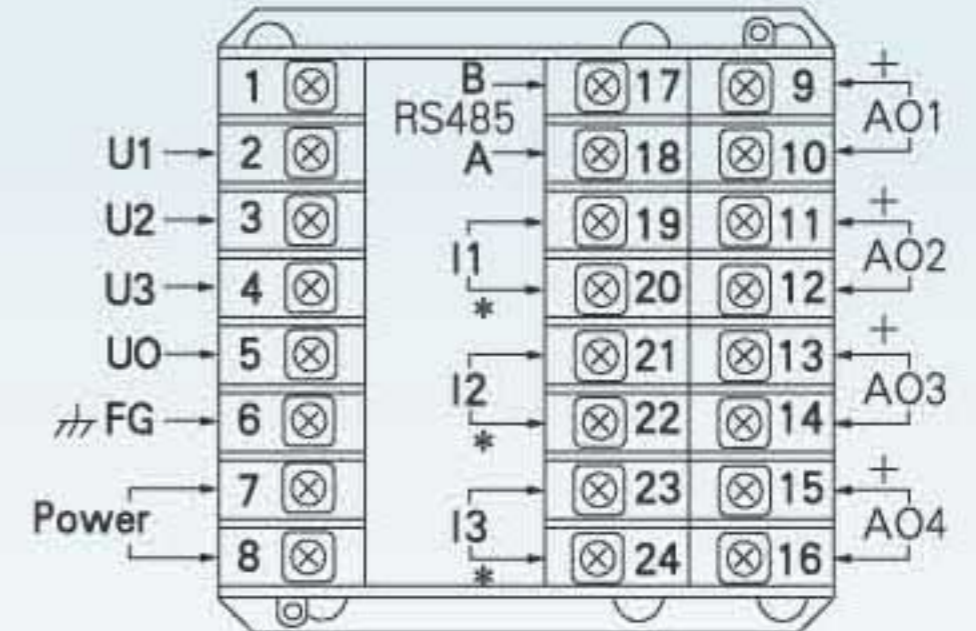 1 B 17 9 +
RS485 AO1
U1 2 A 18 10
U2 3 19 11 +
I1 AO2
U3 4 * 20 12
UO 5 21 13 +
I2 AO3
FG 6 * 22 14
7 23 15 +
Power I3 AO4
8 * 24 16